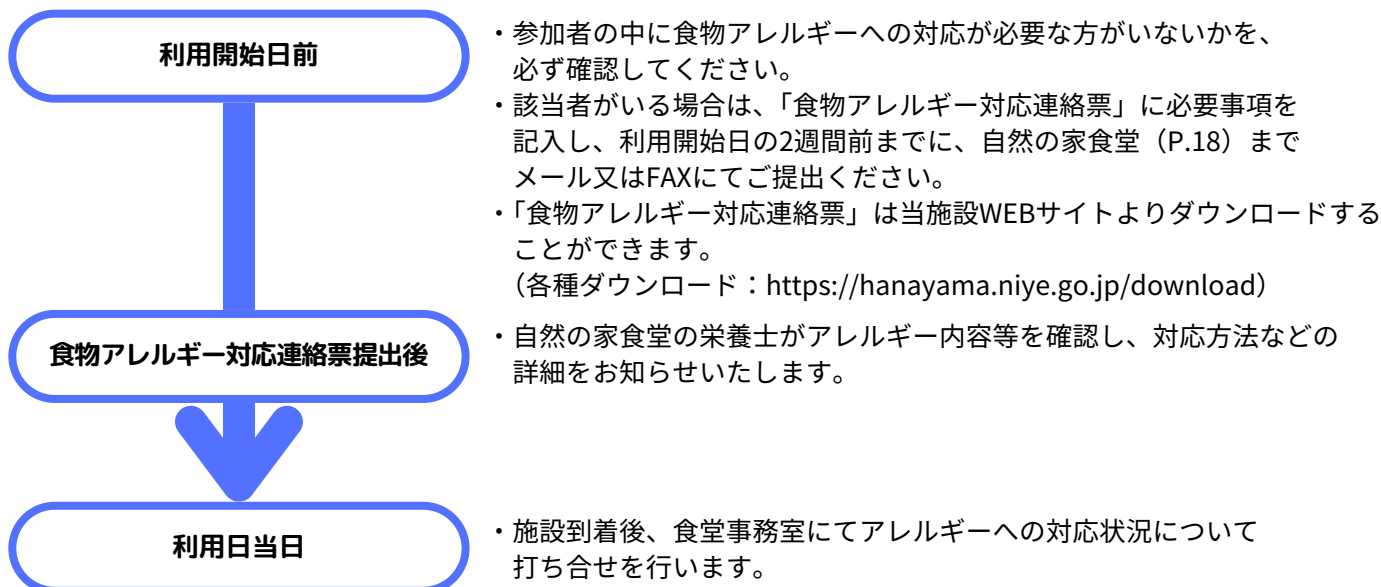 利用開始日前
・参加者の中に食物アレルギーへの対応が必要な方がいないかを、
必ず確認してください。
・該当者がいる場合は、「食物アレルギー対応連絡票」に必要事項を
記入し、利用開始日の2週間前までに、自然の家食堂（P.18）まで
メール又はFAXにてご提出ください。
・「食物アレルギー対応連絡票」は当施設WEBサイトよりダウンロードする
ことができます。
（各種ダウンロード：https://hanayama.niye.go.jp/download）
食物アレルギー対応連絡票提出後
・自然の家食堂の栄養士がアレルギー内容等を確認し、対応方法などの
詳細をお知らせいたします。
利用日当日
・施設到着後、食堂事務室にてアレルギーへの対応状況について
打ち合せを行います。